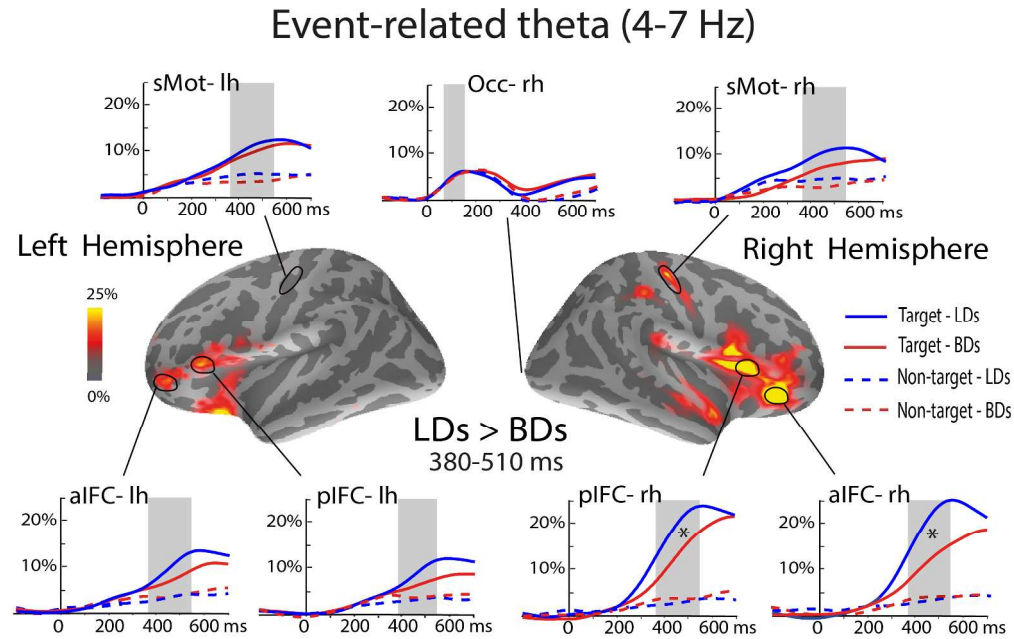 Event-related theta (4-7 Hz)
sMot- lh
20%
10%
0 200 400 600 ms
Occ- rh
20%
10%
0 200 400 600 ms
sMot- rh
20%
10%
0 200 400 600 ms
Left Hemisphere
Right Hemisphere
25%
0%
Target - LDs
Target - BDs
Non-target - LDs
Non-target - BDs
LDs > BDs
380-510 ms
aIFC- lh
20%
10%
0 200 400 600 ms
pIFC- lh
20%
10%
0 200 400 600 ms
pIFC- rh
20%
10%
*
0 200 400 600 ms
aIFC- rh
20%
10%
*
0 200 400 600 ms